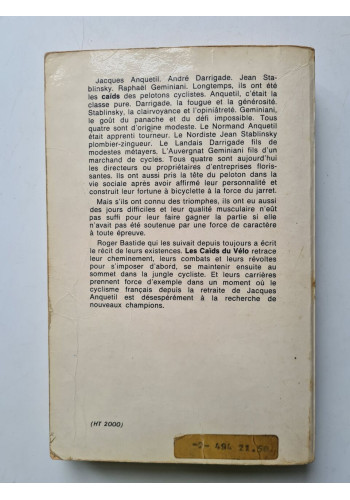 Jacques Anquetil. André Darrigade. Jean Sta-
blinsky. Raphaël Geminiani. Longtemps, ils ont été
les caïds des pelotons cyclistes. Anquetil, c'était la
classe pure. Darrigade, la fougue et la générosité.
Stablinsky, la clairvoyance et l'opiniâtreté. Geminiani,
le goût du panache et du défi impossible. Tous
quatre sont d'origine modeste. Le Normand Anquetil
était apprenti tourneur. Le Nordiste Jean Stablinsky
plombier-zingueur. Le Landais Darrigade fils de
modestes métayers. L'Auvergnat Geminiani fils d'un
marchand de cycles. Tous quatre sont aujourd'hui
les directeurs ou propriétaires d'entreprises floris-
santes. Ils ont aussi pris la tête du peloton dans la
vie sociale après avoir affirmé leur personnalité et
construit leur fortune à bicyclette à la force du jarret.
Mais s'ils ont connu des triomphes, ils ont eu aussi
des jours difficiles et leur qualité musculaire n'eût
pas suffi pour leur faire gagner la partie si elle
n'avait pas été soutenue par une force de caractère
à toute épreuve.
Roger Bastide qui les suivait depuis toujours a écrit
le récit de leurs existences. Les Caïds du Vélo retrace
leur cheminement, leurs combats et leurs révoltes
pour s'imposer d'abord, se maintenir ensuite au
sommet dans la jungle cycliste. Et leurs carrières
prennent force d'exemple dans un moment où le
cyclisme français depuis la retraite de Jacques
Anquetil est désespérément à la recherche de
nouveaux champions.
(HT 2000)